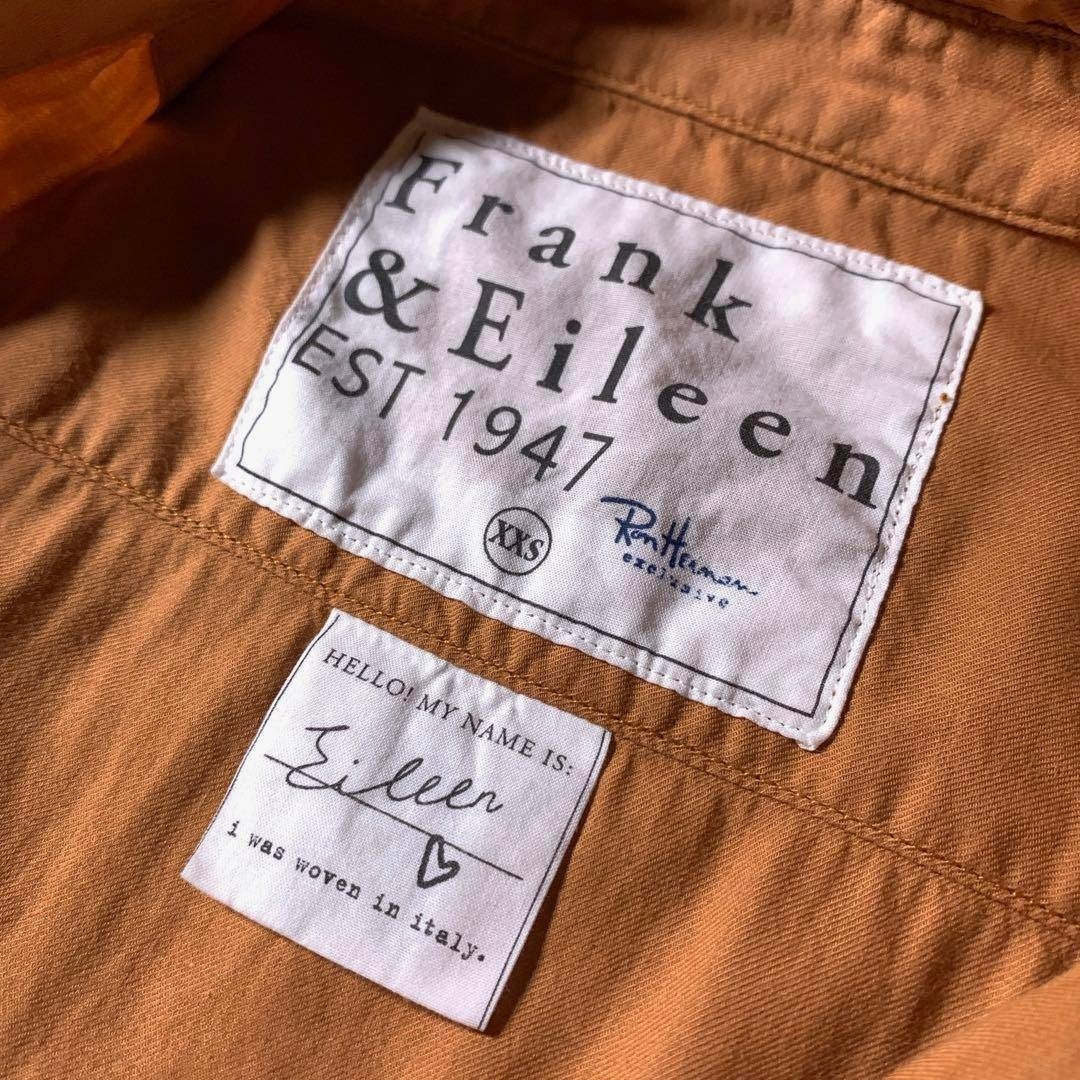 Frank
& Eileen
EST 1947
XXS
Ron Herman
exclusive
HELLO! MY NAME IS:
Eileen
i was woven in italy.